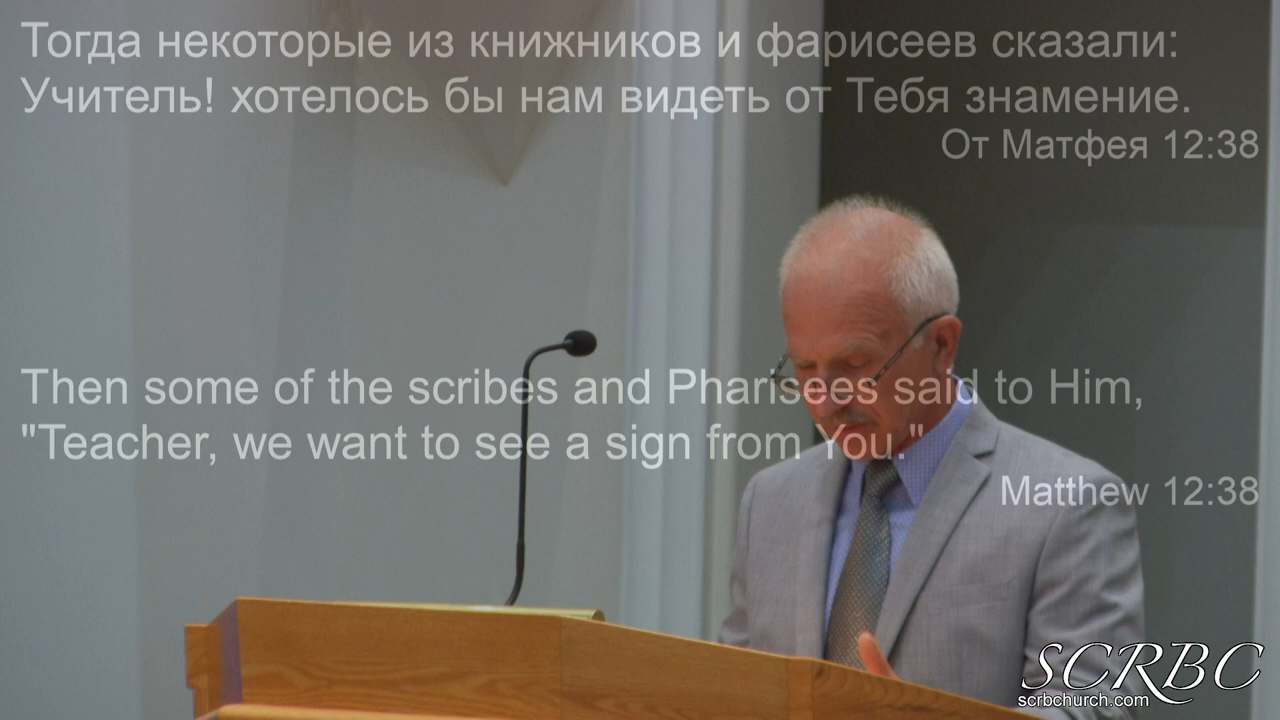 Тогда некоторые из книжников и фарисеев сказали:
Учитель! хотелось бы нам видеть от Тебя знамение.
От Матфея 12:38
Then some of the scribes and Pharisees said to Him,
"Teacher, we want to see a sign from You."
Matthew 12:38
SCRBC
scrbchurch.com